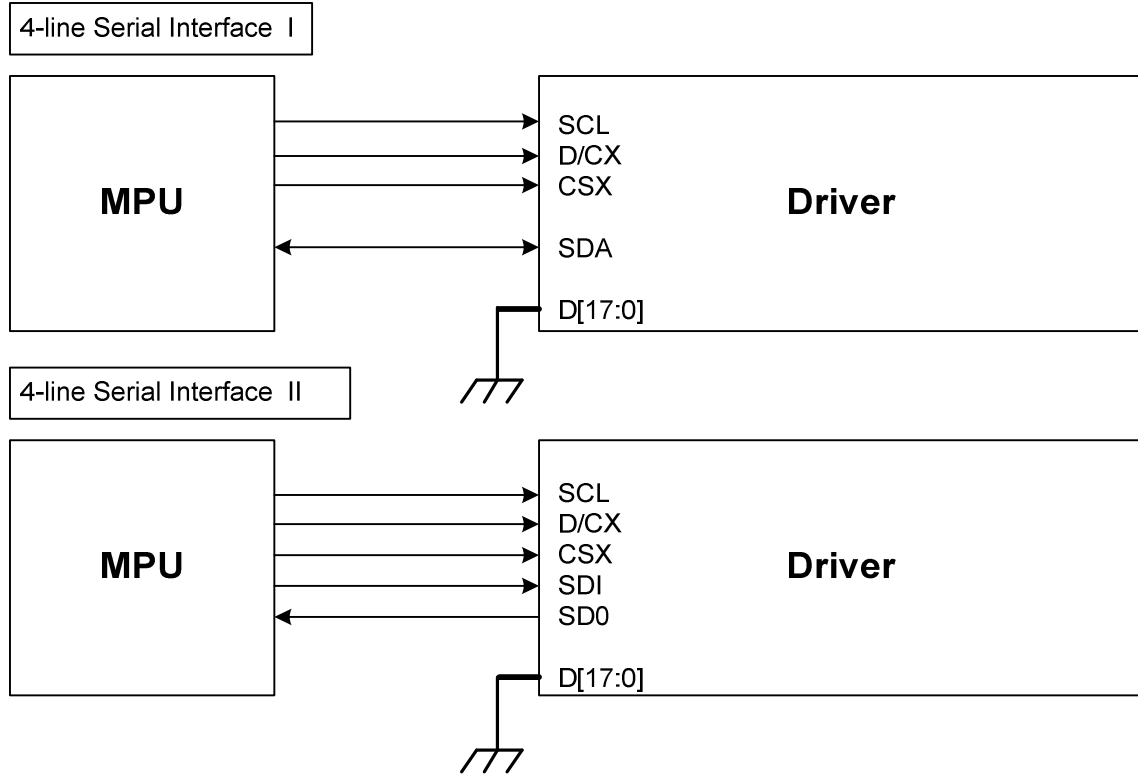 4-line Serial Interface I
MPU
SCL
D/CX
CSX
SDA
D[17:0]
Driver
4-line Serial Interface II
MPU
SCL
D/CX
CSX
SDI
SD0
D[17:0]
Driver